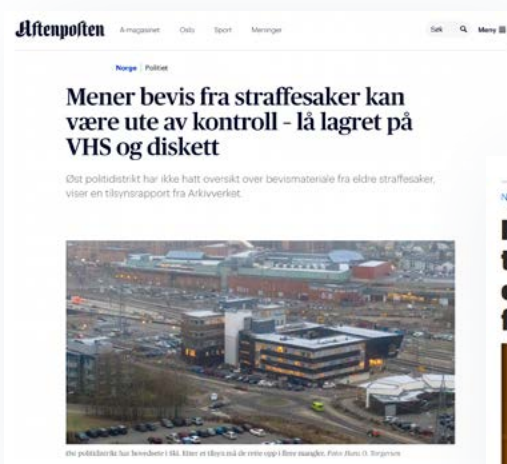 Aftenposten
A-magasinet Oslo Sport Meninger
Søk
Meny
Norge | Politiet
Mener bevis fra straffesaker kan
være ute av kontroll – lå lagret på
VHS og diskett
Øst politidistrikt har ikke hatt oversikt over bevismateriale fra eldre straffesaker,
viser en tilsynsrapport fra Arkivverket.
Øst politidistrikt har hovedsete i Ski. Etter et tilsyn må de rette opp i flere mangler. Foto: Hans O. Torgersen